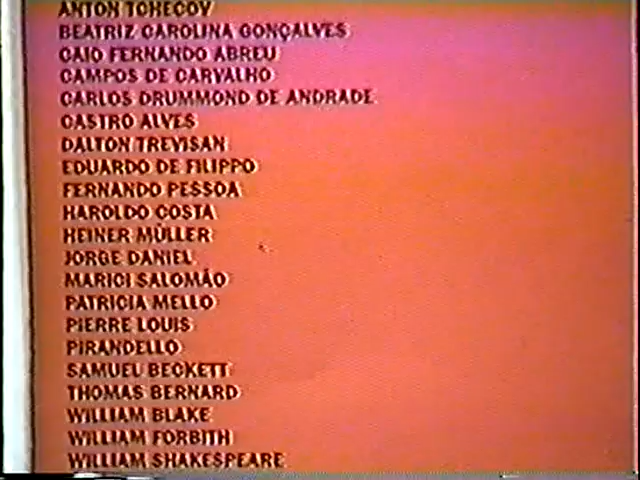 ANTON TCHECOV
BEATRIZ CAROLINA GONÇALVES
CAIO FERNANDO ABREU
CAMPOS DE CARVALHO
CARLOS DRUMMOND DE ANDRADE
CASTRO ALVES
DALTON TREVISAN
EDUARDO DE FILIPPO
FERNANDO PESSOA
HAROLDO COSTA
HEINER MÜLLER
JORGE DANIEL
MARICI SALOMÃO
PATRICIA MELLO
PIERRE LOUIS
PIRANDELLO
SAMUEL BECKETT
THOMAS BERNARD
WILLIAM BLAKE
WILLIAM FORBITH
WILLIAM SHAKESPEARE